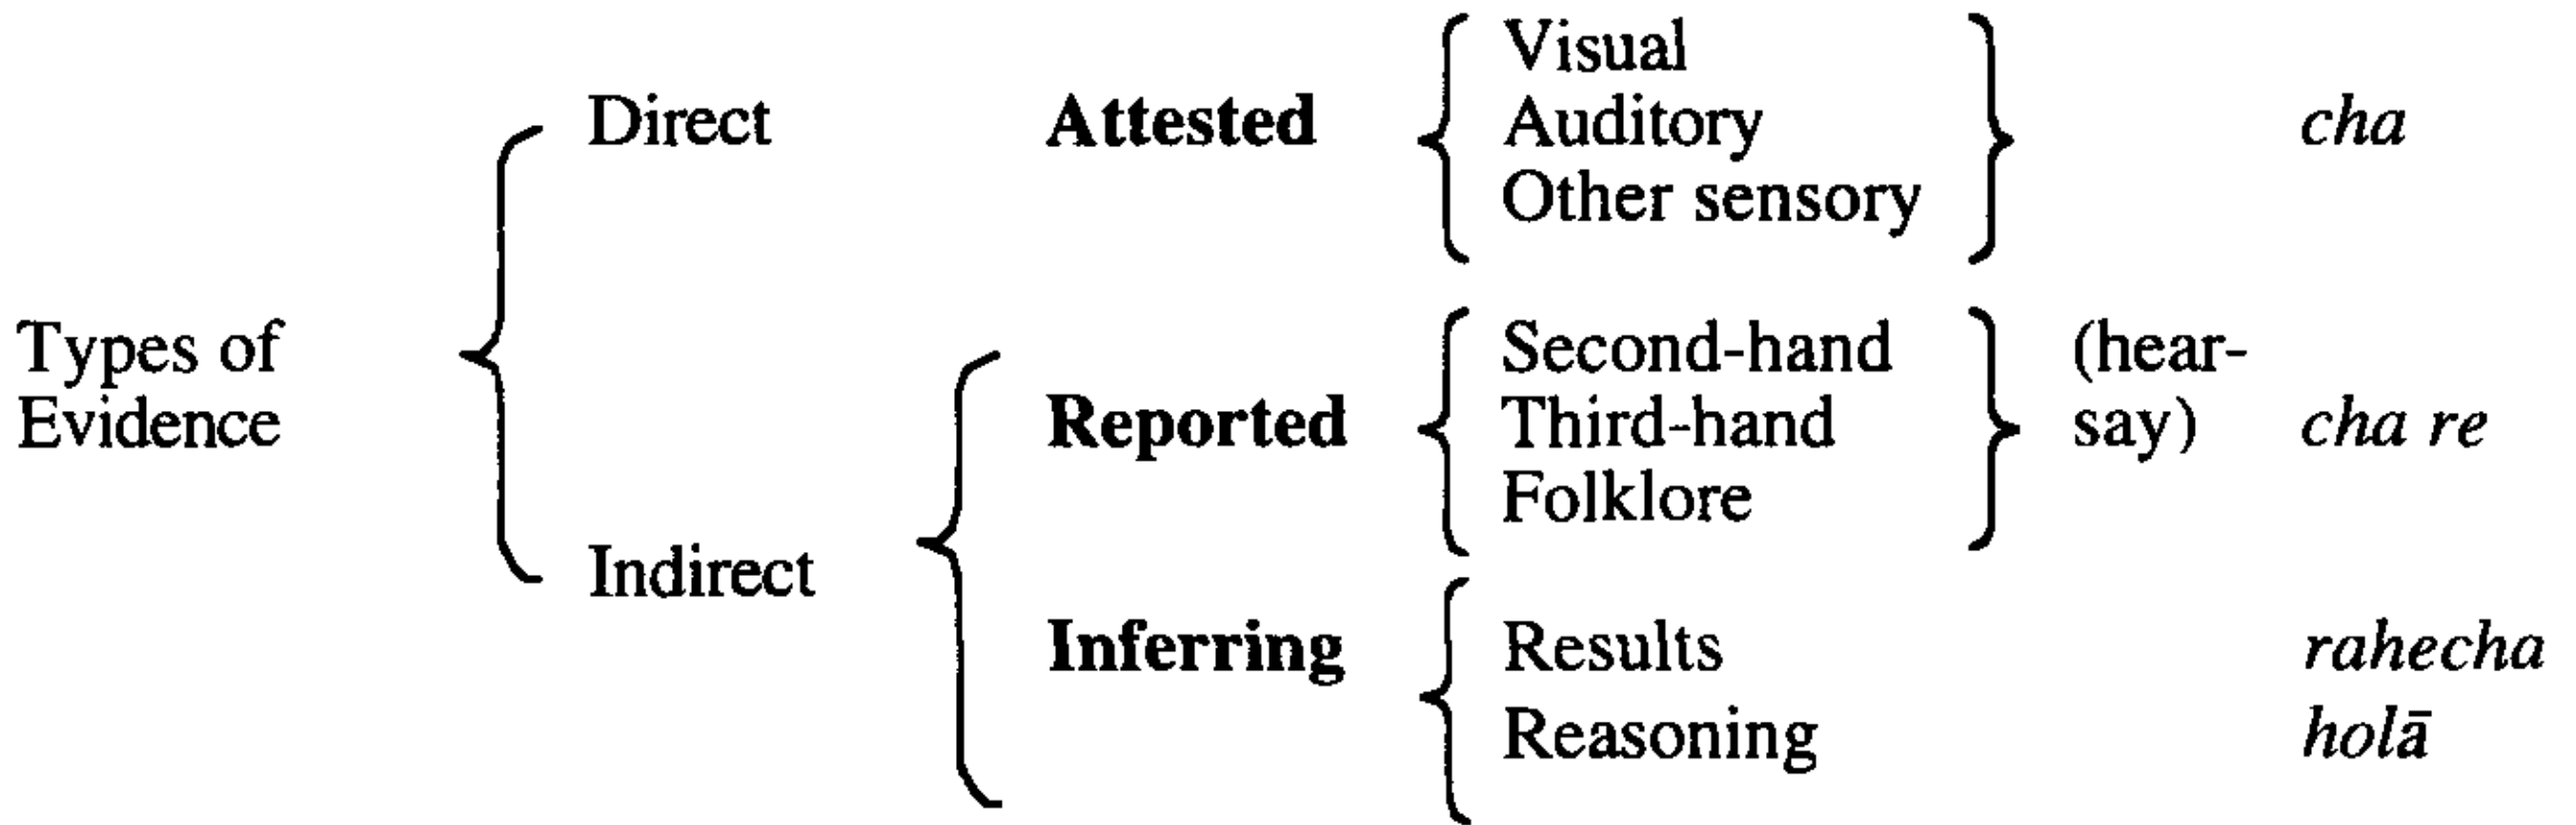 Visual
Direct Attested Auditory cha
Other sensory
Types of Second-hand (hear-
Evidence Reported Third-hand say) cha re
Folklore
Indirect
Inferring Results rahecha
Reasoning holā